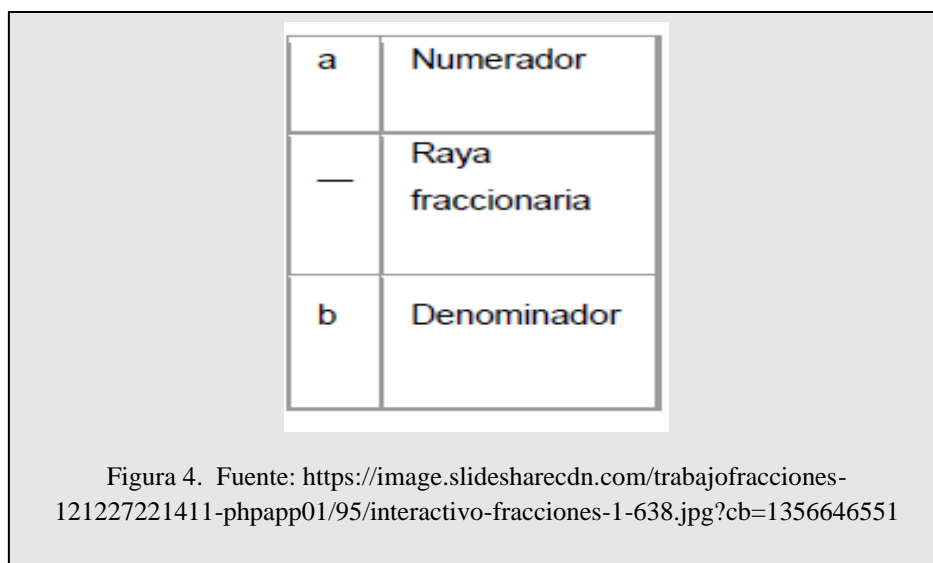 a Numerador
— Raya
fraccionaria
b Denominador
Figura 4. Fuente: https://image.slidesharecdn.com/trabajofracciones-
121227221411-phpapp01/95/interactivo-fracciones-1-638.jpg?cb=1356646551